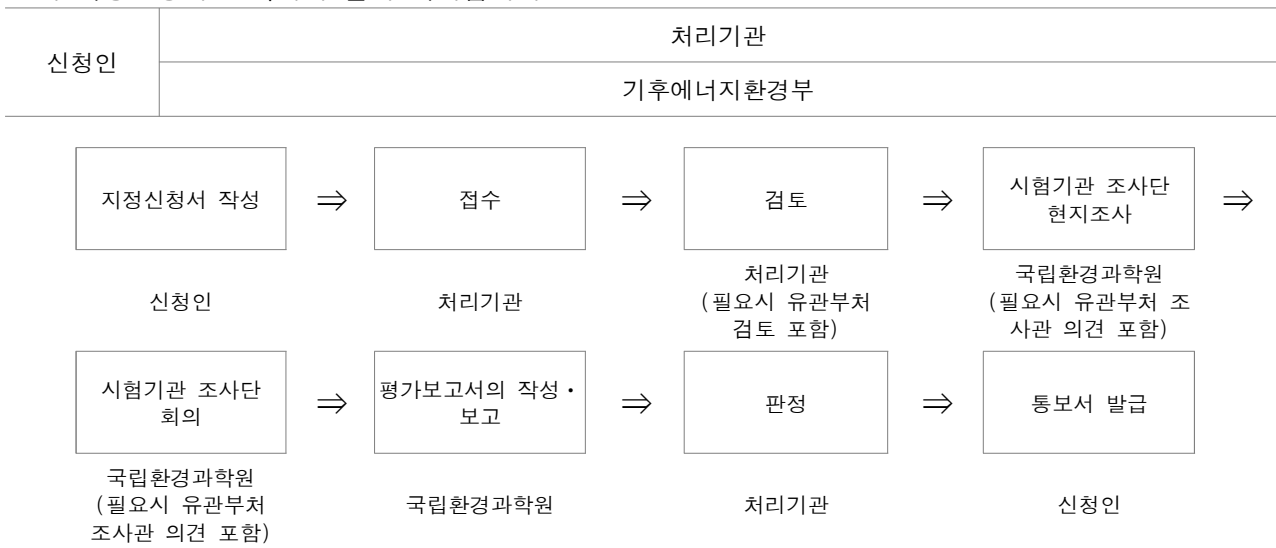 신청인
처리기관
기후에너지환경부
지정신청서 작성 ⇒ 접수 ⇒ 검토 ⇒ 시험기관 조사단
현지조사 ⇒
신청인
처리기관
처리기관
(필요시 유관부처
검토 포함)
국립환경과학원
(필요시 유관부처 조
사관 의견 포함)
시험기관 조사단
회의 ⇒ 평가보고서의 작성・
보고 ⇒ 판정 ⇒ 통보서 발급
국립환경과학원
(필요시 유관부처
조사관 의견 포함)
국립환경과학원
처리기관
신청인